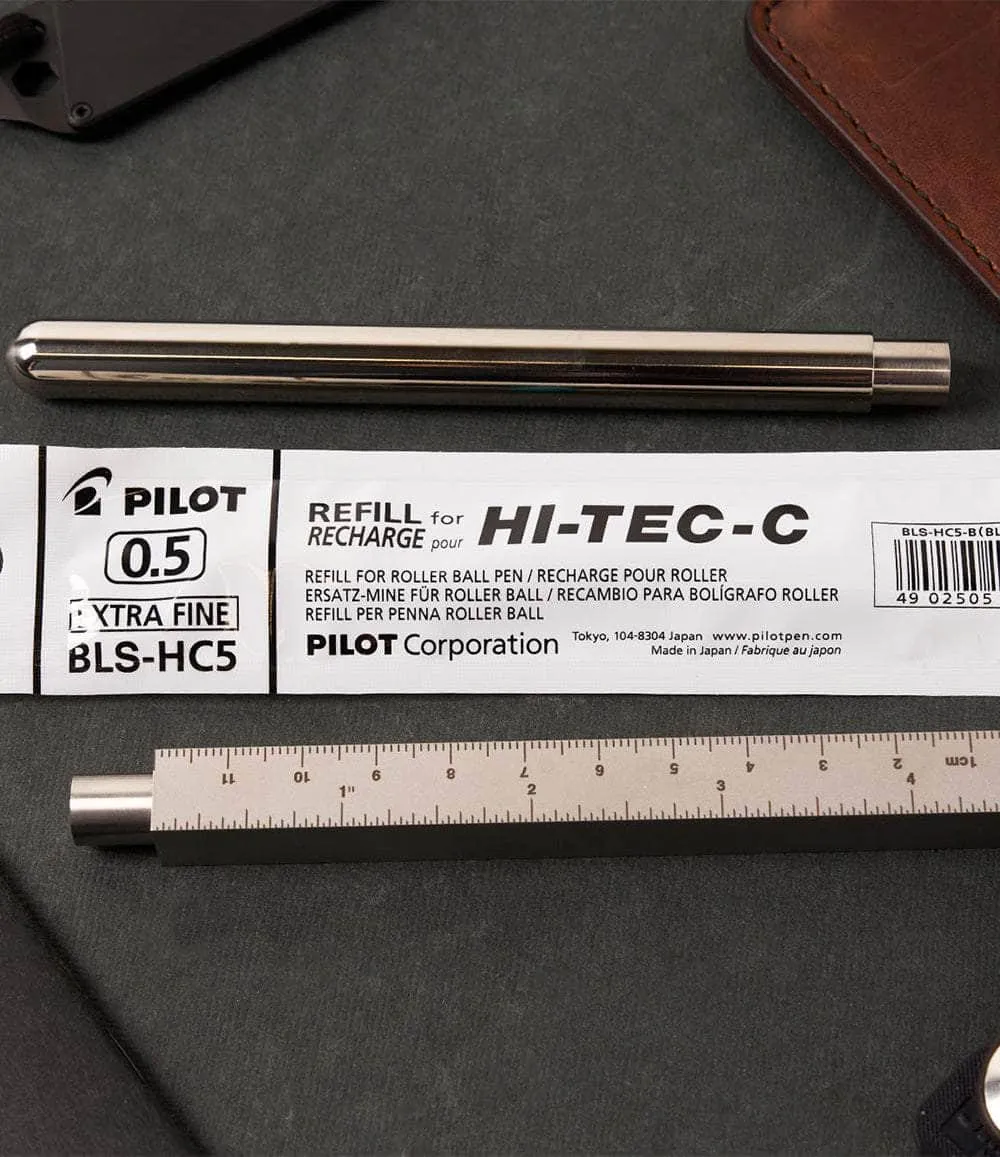 PILOT
0.5
EXTRA FINE
BLS-HC5
REFILL for
RECHARGE pour
HI-TEC-C
REFILL FOR ROLLER BALL PEN / RECHARGE POUR ROLLER
ERSATZ-MINE FÜR ROLLER BALL / RECAMBIO PARA BOLÍGRAFO ROLLER
REFILL PER PENNA ROLLER BALL
PILOT Corporation
Tokyo, 104-8304 Japan www.pilotpen.com
Made in Japan / Fabrique au japon
BLS-HC5-B(BL
49 02505
11 10 9 8 7 6 5 4 3 2 1cm
1" 2 3 4